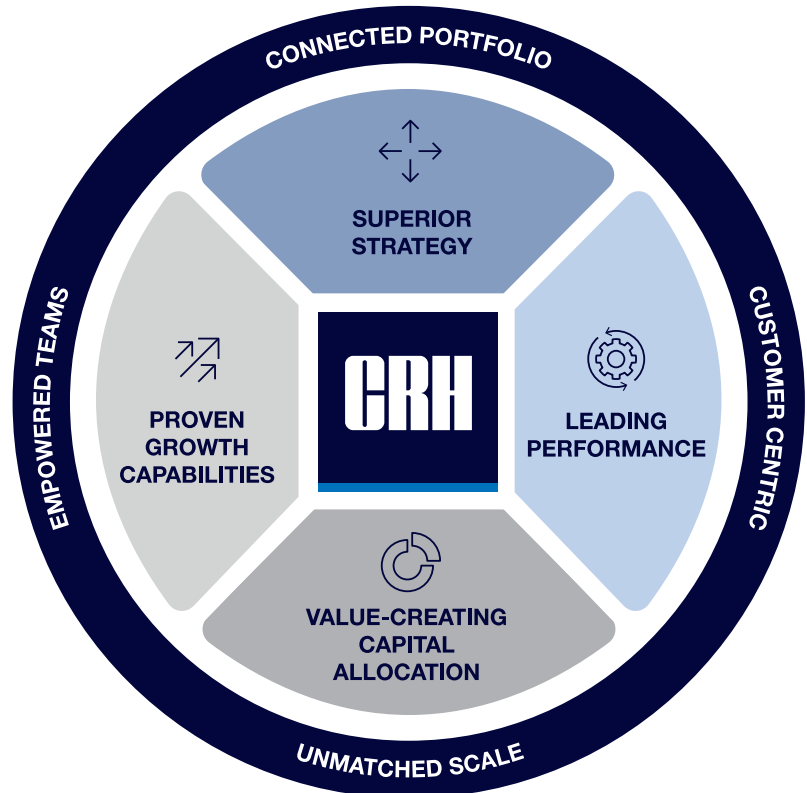 CONNECTED PORTFOLIO
SUPERIOR
STRATEGY
EMPOWERED TEAMS
PROVEN
GROWTH
CAPABILITIES
CRH
LEADING
PERFORMANCE
CUSTOMER CENTRIC
VALUE-CREATING
CAPITAL
ALLOCATION
UNMATCHED SCALE